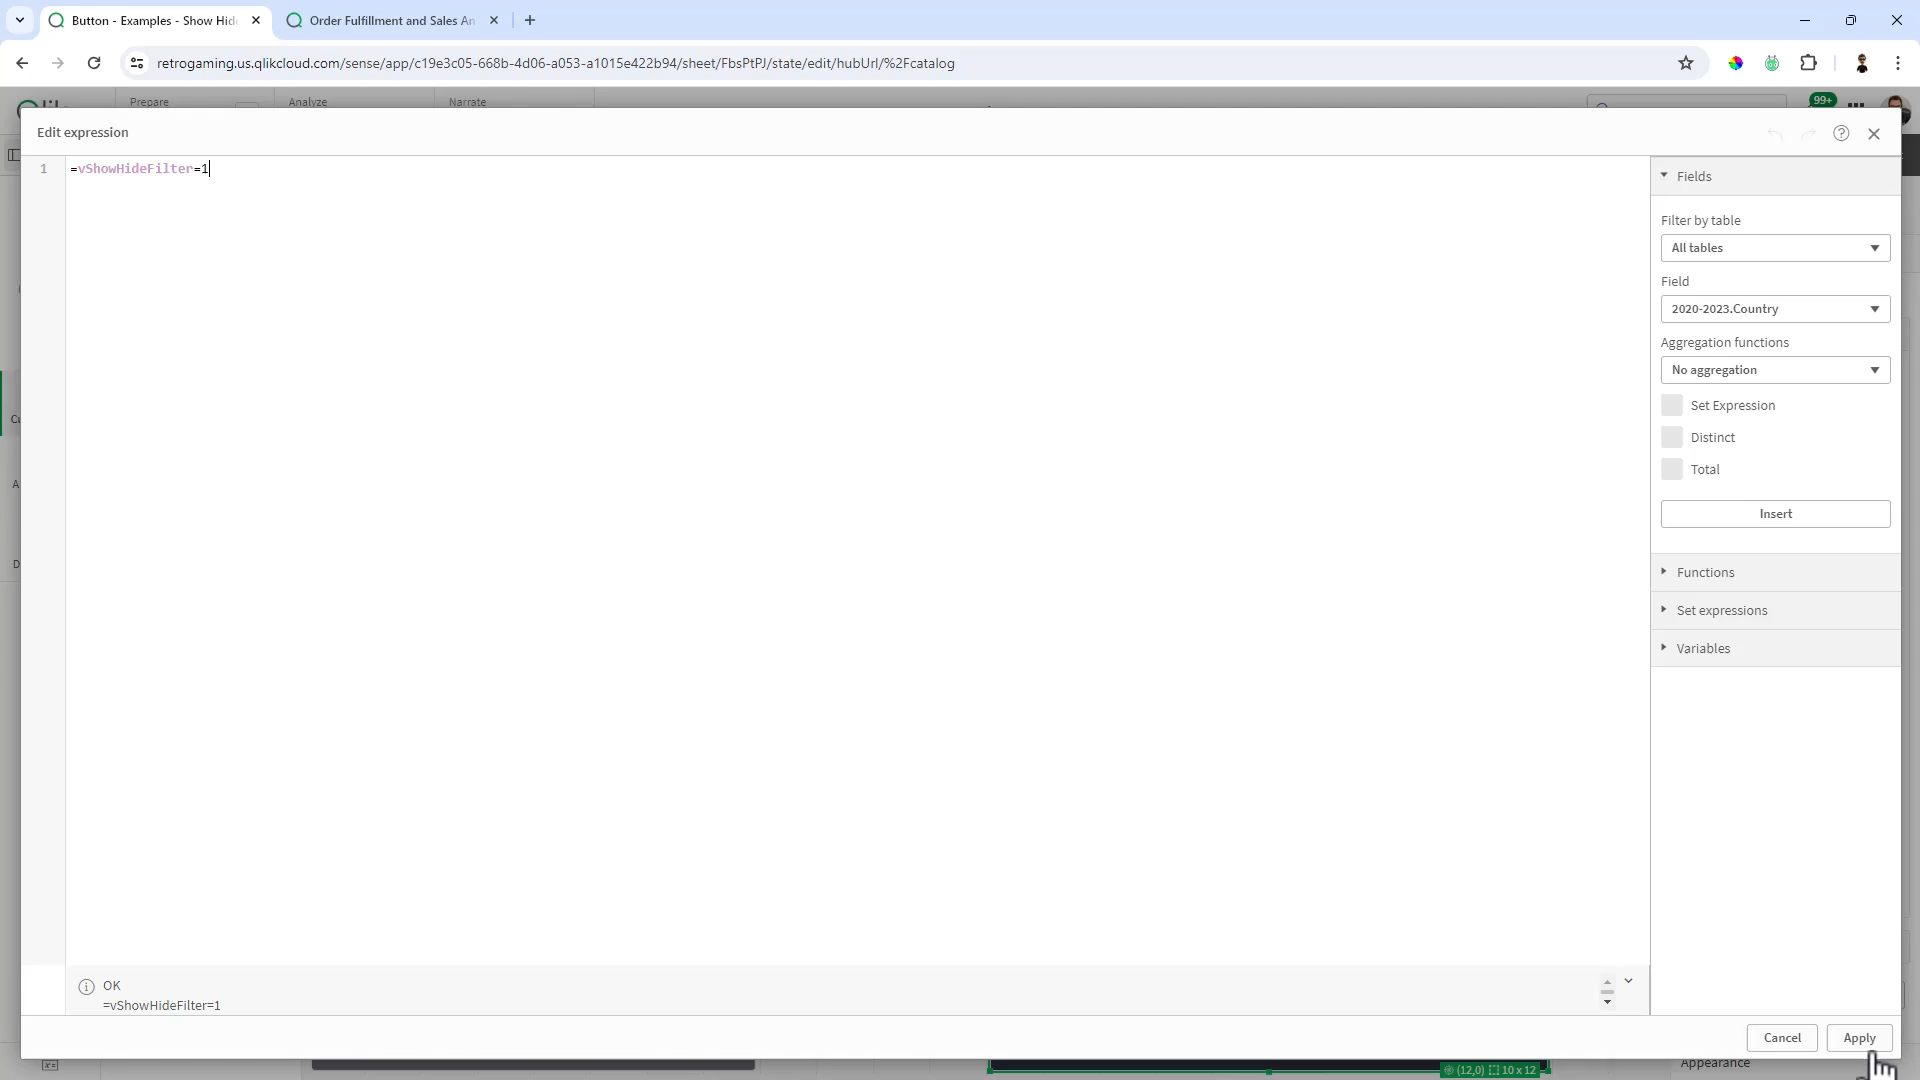 Button - Examples - Show Hid
Order Fulfillment and Sales An
retrogaming.us.qlikcloud.com/sense/app/c19e3c05-668b-4d06-a053-a1015e422b94/sheet/FbsPtPJ/state/edit/hubUrl/%2Fcatalog
Prepare
Analyze
Narrate
99+
Edit expression
1
=vShowHideFilter=1
Fields
Filter by table
All tables
Field
2020-2023.Country
Aggregation functions
No aggregation
Set Expression
Distinct
Total
Insert
Functions
Set expressions
Variables
OK
=vShowHideFilter=1
Cancel
Apply
(12,0) 10 x 12
Appearance